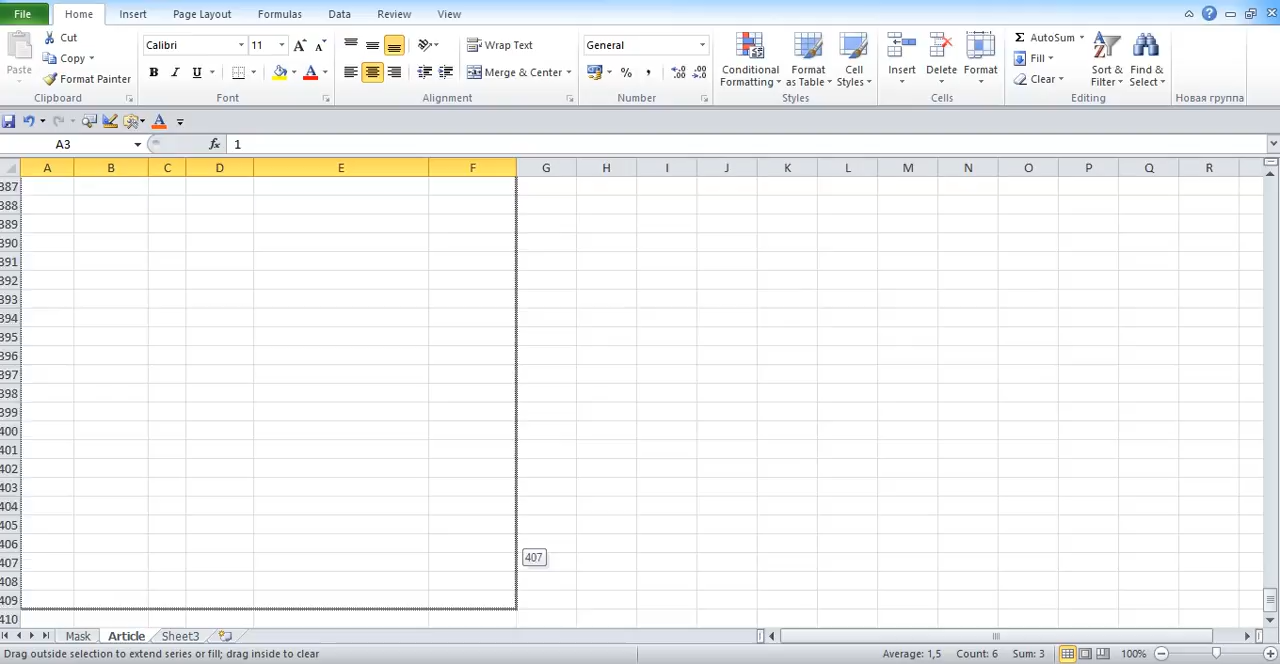 File Home Insert Page Layout Formulas Data Review View
Cut
Copy
Format Painter
Paste
Clipboard
Calibri 11
B I U
Font
Wrap Text
Merge & Center
Alignment
General
%
Number
Conditional Formatting
Format as Table
Cell Styles
Styles
Insert Delete Format
Cells
AutoSum
Fill
Clear
Sort & Filter
Find & Select
Editing
Новая группа
A3 fx 1
A B C D E F G H I J K L M N O P Q R
387
388
389
390
391
392
393
394
395
396
397
398
399
400
401
402
403
404
405
406
407 407
408
409
410
Mask Article Sheet3
Drag outside selection to extend series or fill; drag inside to clear Average: 1,5 Count: 6 Sum: 3 100%